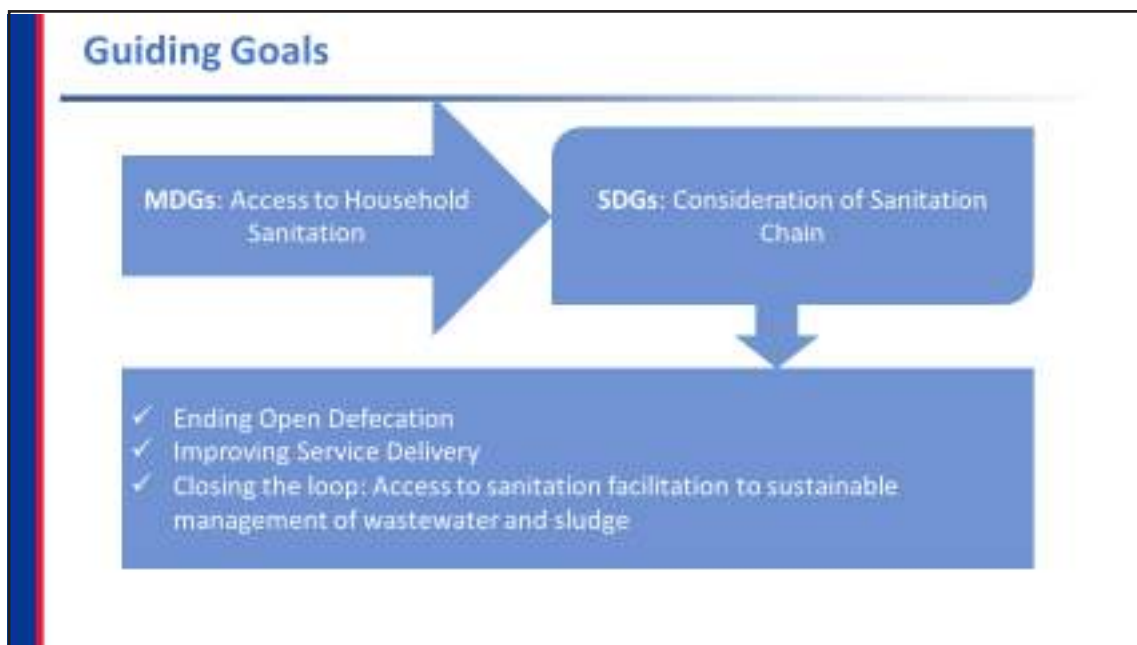 Guiding Goals
MDGs: Access to Household
Sanitation
SDGs: Consideration of Sanitation
Chain
✓ Ending Open Defecation
✓ Improving Service Delivery
✓ Closing the loop: Access to sanitation facilitation to sustainable
management of wastewater and sludge